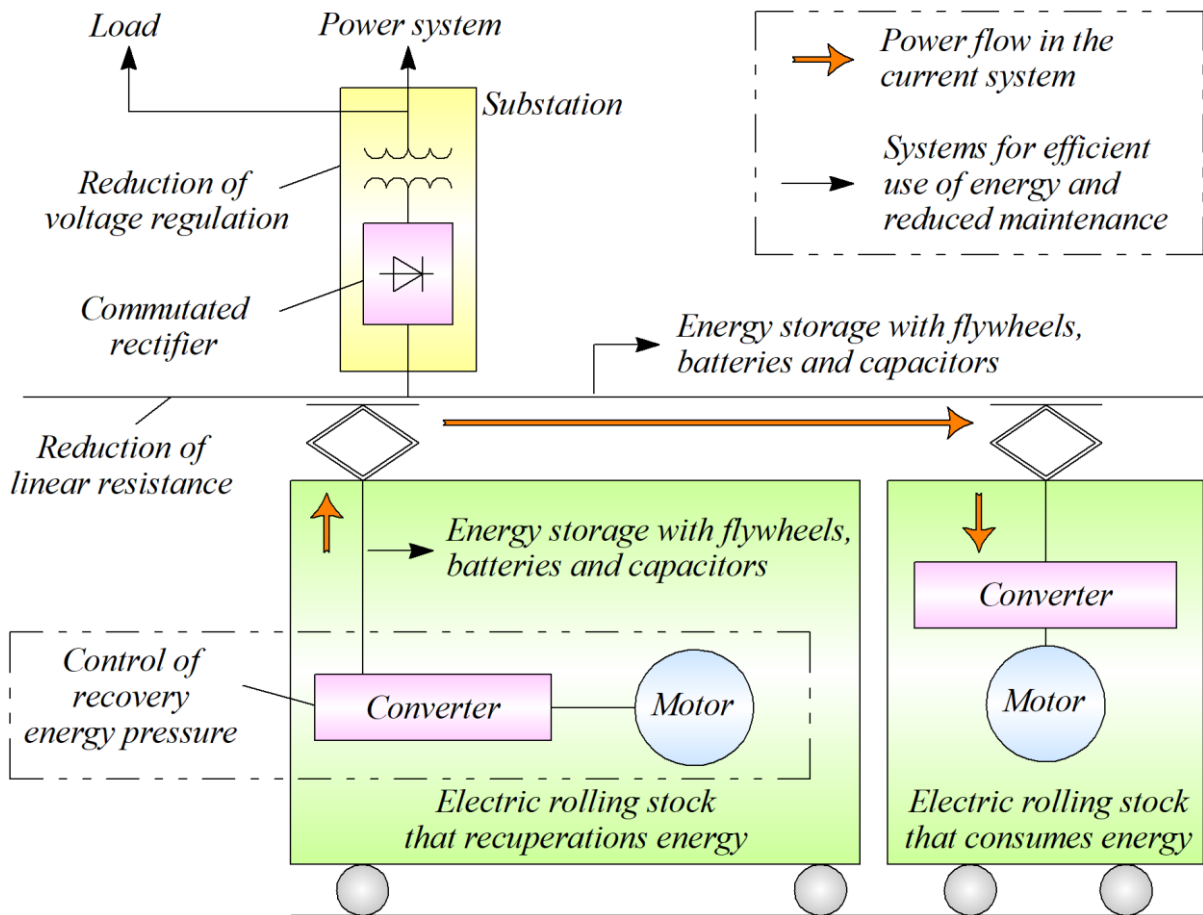 Load
Power system
Substation
Reduction of
voltage regulation
Commutated
rectifier
Power flow in the
current system
Systems for efficient
use of energy and
reduced maintenance
Energy storage with flywheels,
batteries and capacitors
Reduction of
linear resistance
Energy storage with flywheels,
batteries and capacitors
Control of
recovery
energy pressure
Converter
Motor
Electric rolling stock
that recuperations energy
Converter
Motor
Electric rolling stock
that consumes energy